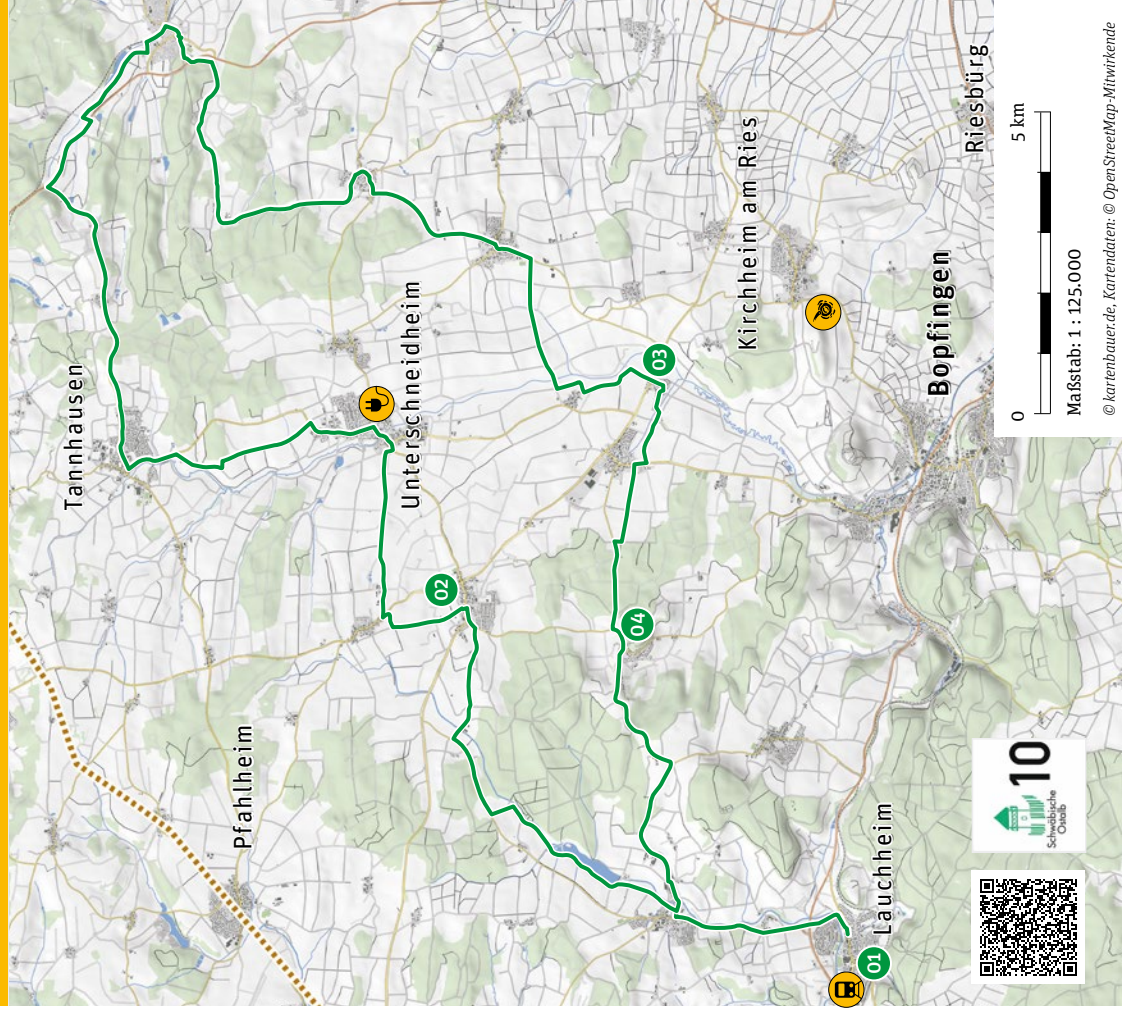 Tannhausen
Unterschneidheim
Pfahlheim
Kirchheim am Ries
Riesbürg
Bopfingen
Lauchheim
01
02
03
04
10
Schwäbische
Ostalb
0
5 km
Maßstab: 1 : 125.000
© kartenbauer.de, Kartendaten: © OpenStreetMap-Mitwirkende